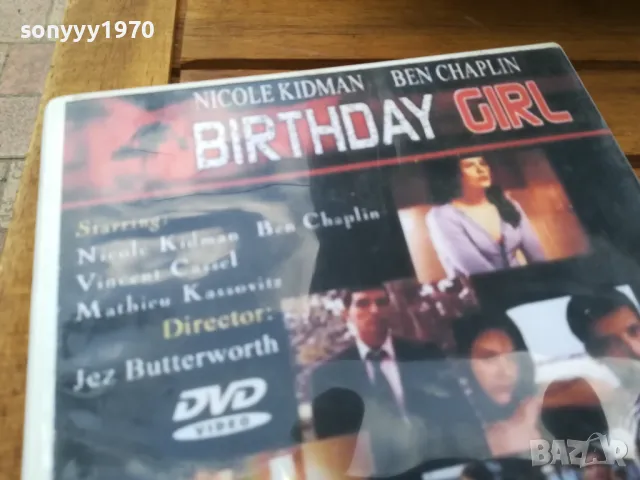 sonyyy1970
NICOLE KIDMAN BEN CHAPLIN
BIRTHDAY GIRL
Starring:
Nicole Kidman Ben Chaplin
Vincent Cassel
Mathieu Kassovitz
Director:
Jez Butterworth
DVD
VIDEO
BAZAR